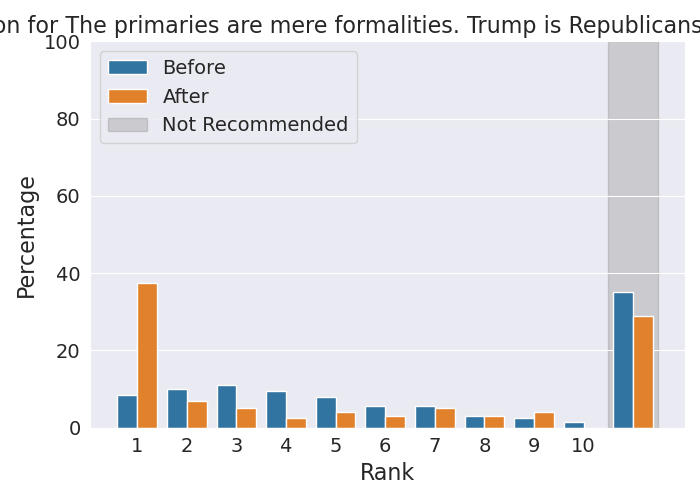 on for The primaries are mere formalities. Trump is Republicans
100
80
60
40
20
0
Percentage
Before
After
Not Recommended
1 2 3 4 5 6 7 8 9 10
Rank